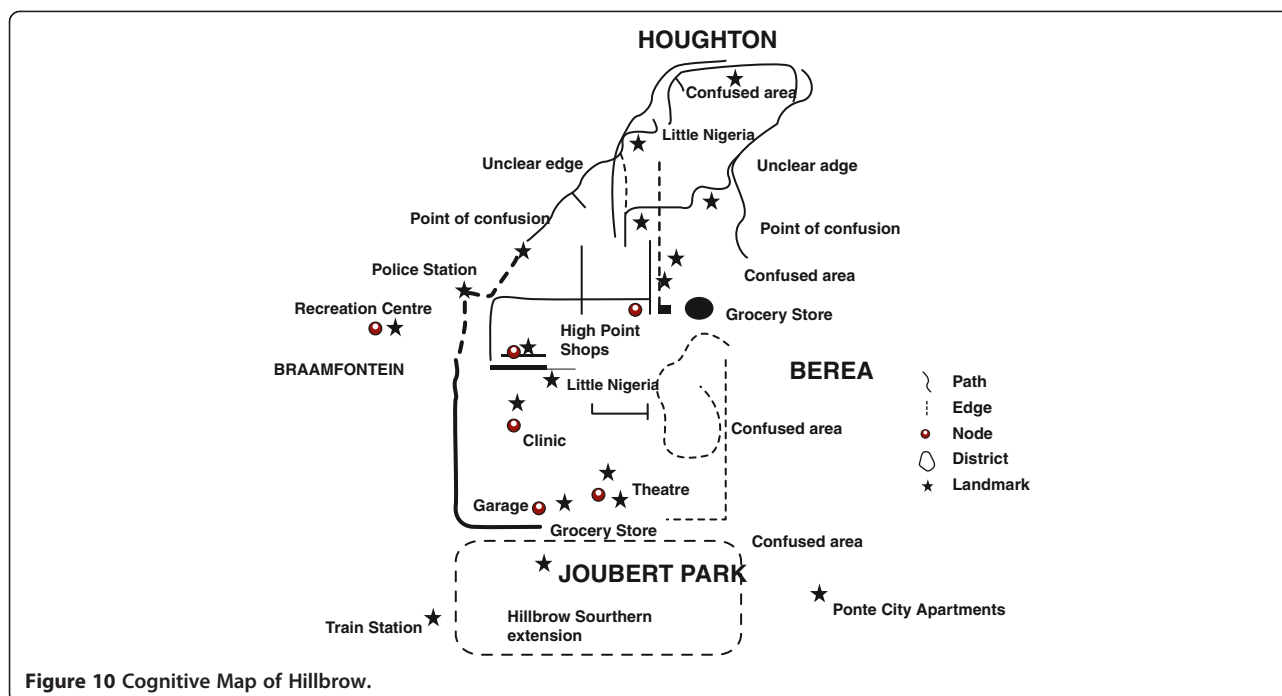 HOUGHTON
Confused area
Little Nigeria
Unclear edge
Unclear adge
Point of confusion
Point of confusion
Police Station
Confused area
Recreation Centre
Grocery Store
High Point
Shops
BRAAMFONTEIN
BEREA
Little Nigeria
Path
Edge
Node
District
Landmark
Confused area
Clinic
Theatre
Garage
Grocery Store
Confused area
JOUBERT PARK
Ponte City Apartments
Hillbrow Sourthern
extension
Train Station
Figure 10 Cognitive Map of Hillbrow.